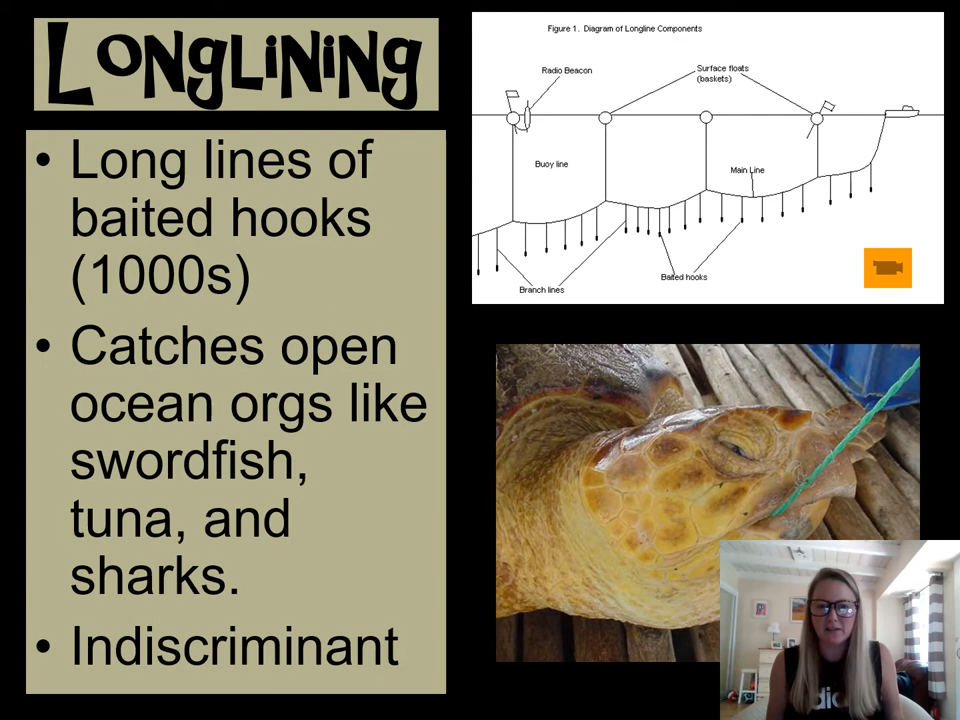 Longlining
• Long lines of
baited hooks
(1000s)
• Catches open
ocean orgs like
swordfish,
tuna, and
sharks.
• Indiscriminant
Figure 1. Diagram of Longline Components
Radio Beacon
Surface floats
(baskets)
Buoy line
Main Line
Baited hooks
Branch lines